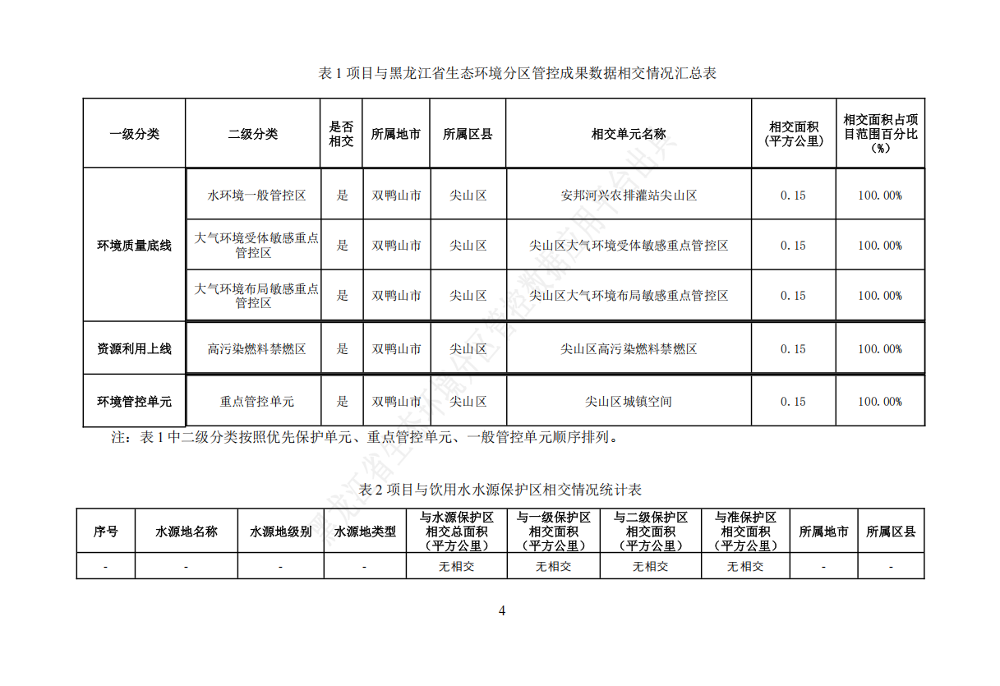 表 1 项目与黑龙江省生态环境分区管控成果数据相交情况汇总表
一级分类 二级分类 是否相交 所属地市 所属区县 相交单元名称 相交面积(平方公里) 相交面积占项目范围百分比（%）
环境质量底线 水环境一般管控区 是 双鸭山市 尖山区 安邦河兴农排灌站尖山区 0.15 100.00%
大气环境受体敏感重点管控区 是 双鸭山市 尖山区 尖山区大气环境受体敏感重点管控区 0.15 100.00%
大气环境布局敏感重点管控区 是 双鸭山市 尖山区 尖山区大气环境布局敏感重点管控区 0.15 100.00%
资源利用上线 高污染燃料禁燃区 是 双鸭山市 尖山区 尖山区高污染燃料禁燃区 0.15 100.00%
环境管控单元 重点管控单元 是 双鸭山市 尖山区 尖山区城镇空间 0.15 100.00%
注：表 1 中二级分类按照优先保护单元、重点管控单元、一般管控单元顺序排列。
表 2 项目与饮用水水源保护区相交情况统计表
序号 水源地名称 水源地级别 水源地类型 与水源保护区相交总面积（平方公里） 与一级保护区相交面积（平方公里） 与二级保护区相交面积（平方公里） 与准保护区相交面积（平方公里） 所属地市 所属区县
- - - - 无相交 无相交 无相交 无相交 - -
4
黑龙江省生态环境分区管控数据应用平台出具